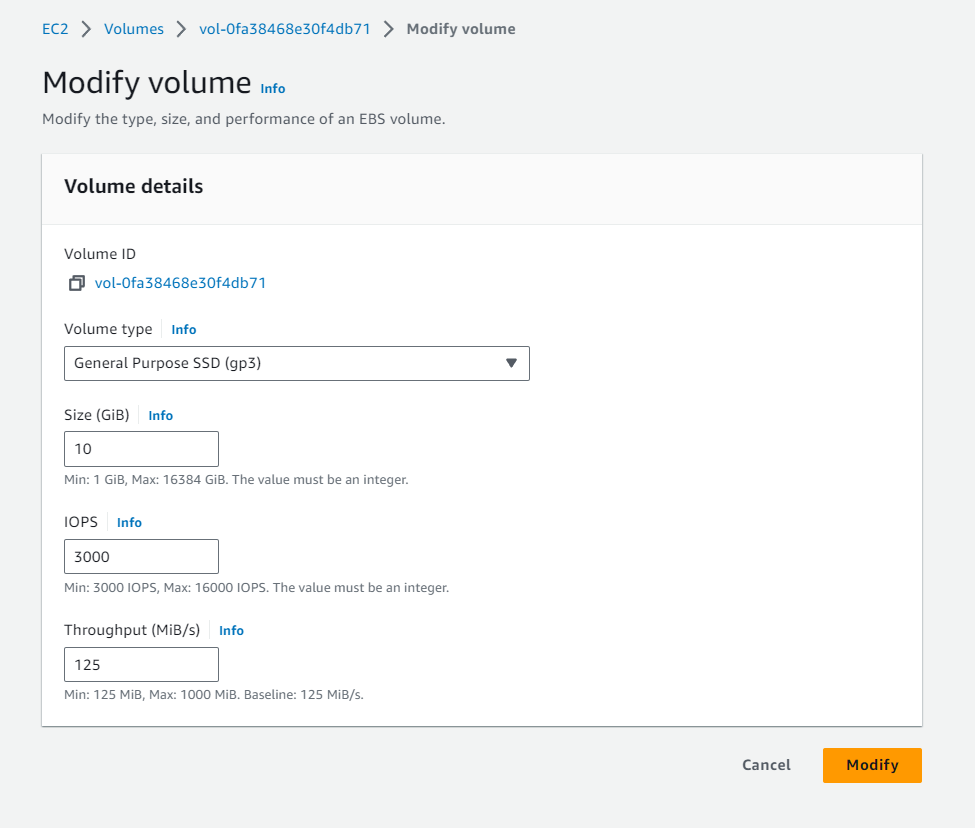 EC2 > Volumes > vol-0fa38468e30f4db71 > Modify volume
Modify volume Info
Modify the type, size, and performance of an EBS volume.
Volume details
Volume ID
vol-0fa38468e30f4db71
Volume type Info
General Purpose SSD (gp3)
Size (GiB) Info
10
Min: 1 GiB, Max: 16384 GiB. The value must be an integer.
IOPS Info
3000
Min: 3000 IOPS, Max: 16000 IOPS. The value must be an integer.
Throughput (MiB/s) Info
125
Min: 125 MiB, Max: 1000 MiB. Baseline: 125 MiB/s.
Cancel Modify